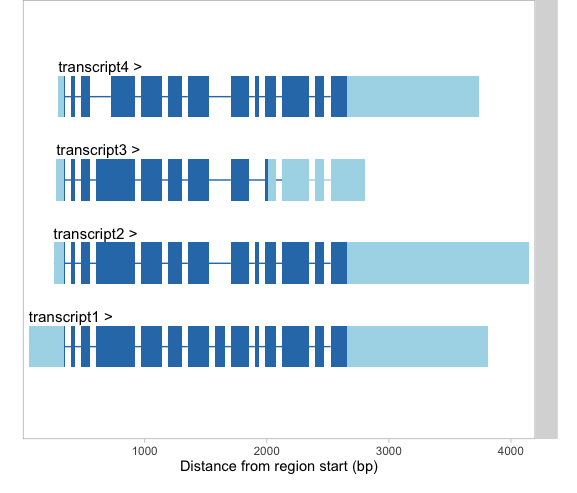 transcript4 >
transcript3 >
transcript2 >
transcript1 >
1000 2000 3000 4000
Distance from region start (bp)